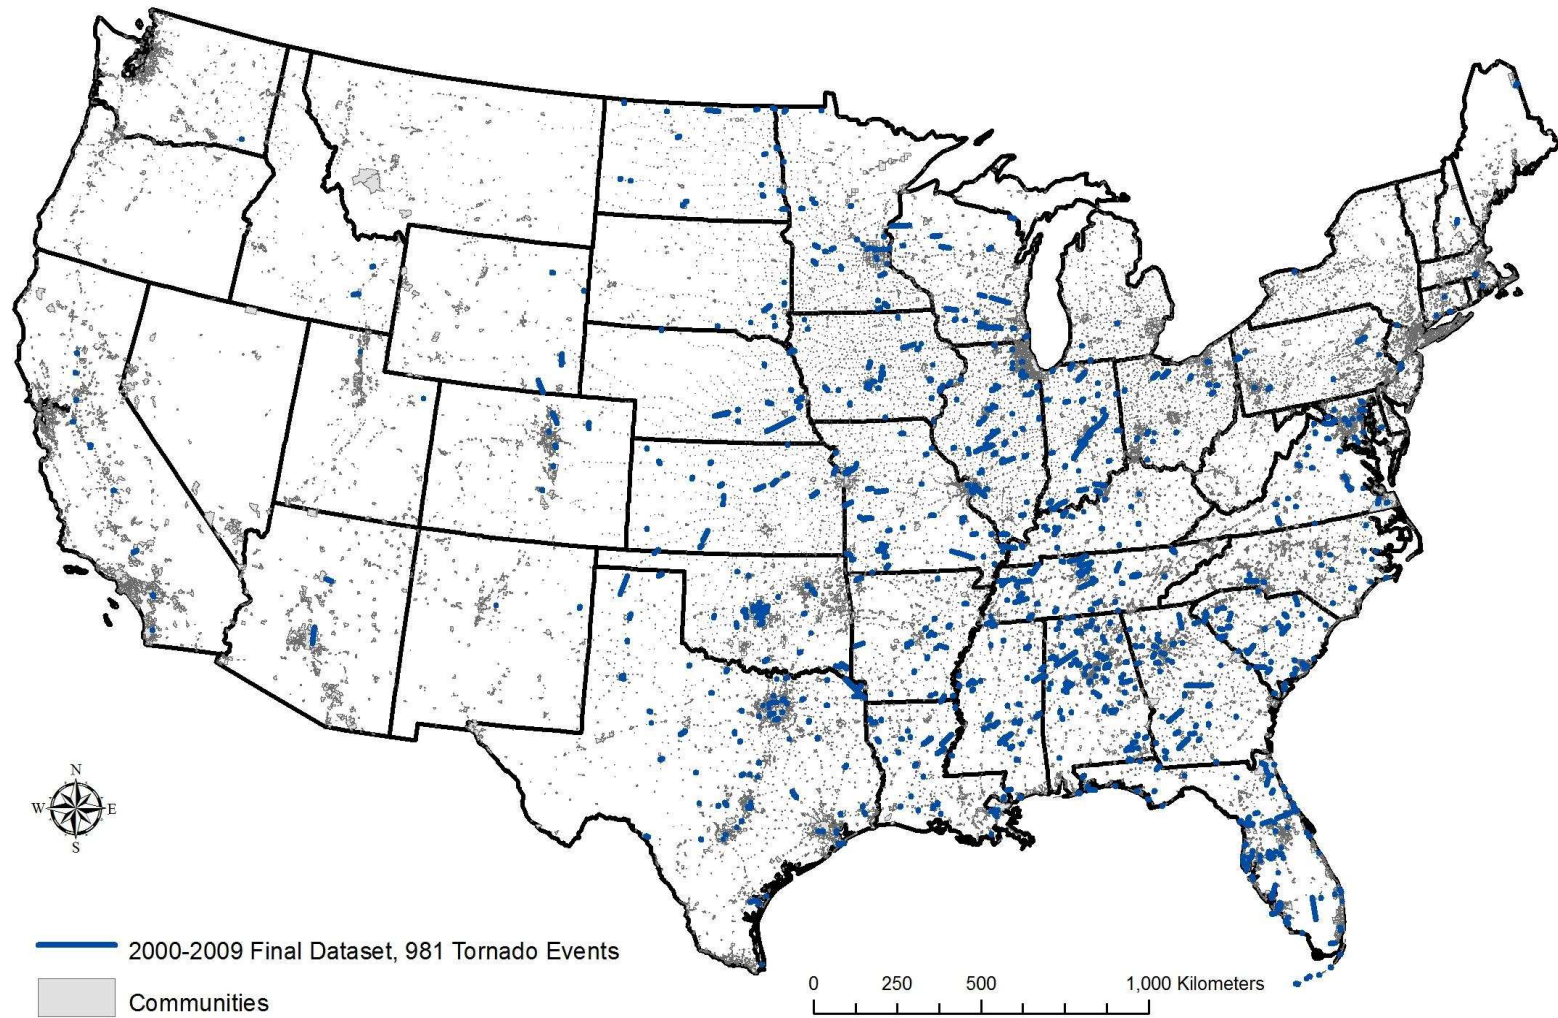 N
W E
S
2000-2009 Final Dataset, 981 Tornado Events
Communities
0 250 500 1,000 Kilometers